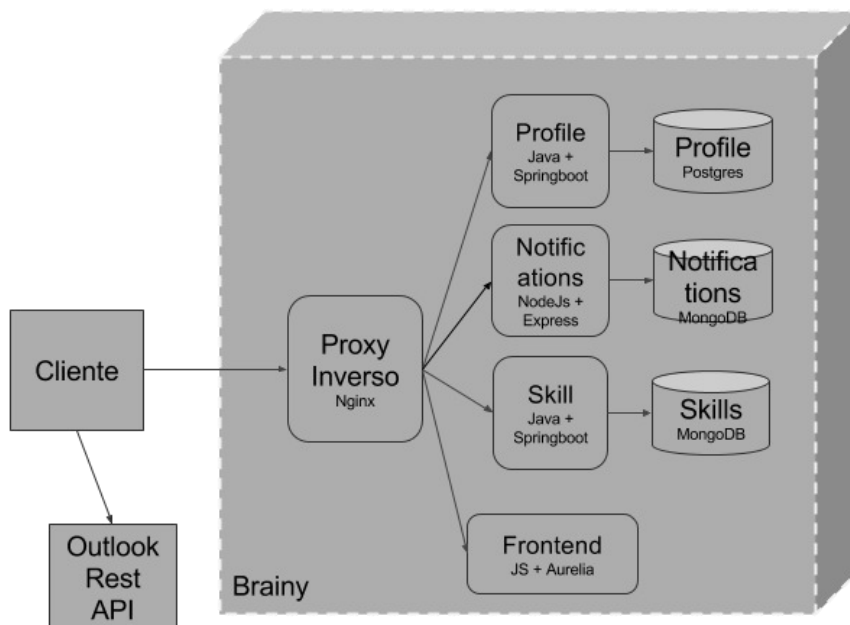 Profile
Java +
Springboot
Profile
Postgres
Notific
ations
NodeJs +
Express
Notifica
tions
MongoDB
Cliente
Proxy
Inverso
Nginx
Skill
Java +
Springboot
Skills
MongoDB
Outlook
Rest
API
Frontend
JS + Aurelia
Brainy